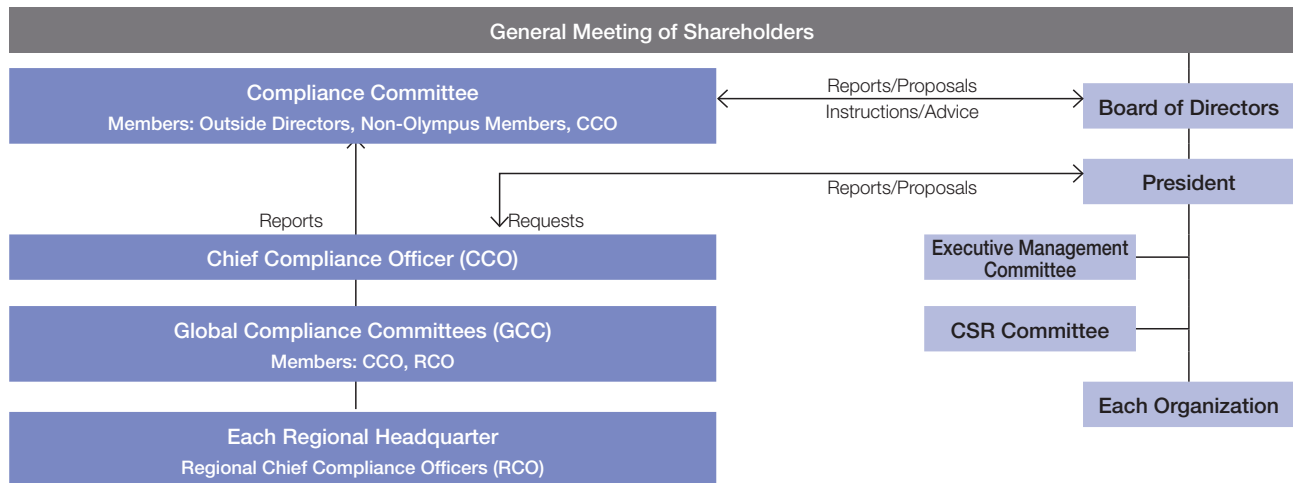 General Meeting of Shareholders
Compliance Committee
Members: Outside Directors, Non-Olympus Members, CCO
Reports/Proposals
Instructions/Advice
Board of Directors
Reports/Proposals
President
Reports
Requests
Chief Compliance Officer (CCO)
Executive Management
Committee
Global Compliance Committees (GCC)
Members: CCO, RCO
CSR Committee
Each Organization
Each Regional Headquarter
Regional Chief Compliance Officers (RCO)